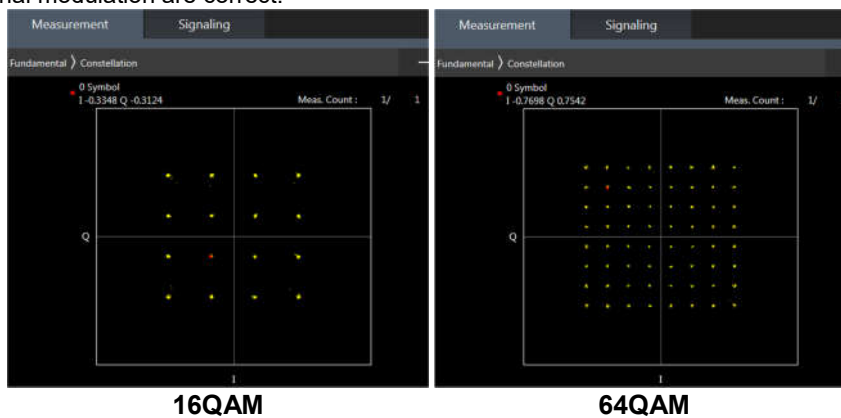 nal modulation are correct.
Measurement Signaling
Fundamental 〉 Constellation
0 Symbol
I -0.3348 Q -0.3124 Meas. Count : 1/ 1
Q
I
16QAM
Measurement Signaling
Fundamental 〉 Constellation
0 Symbol
I -0.7698 Q 0.7542 Meas. Count : 1/
Q
I
64QAM